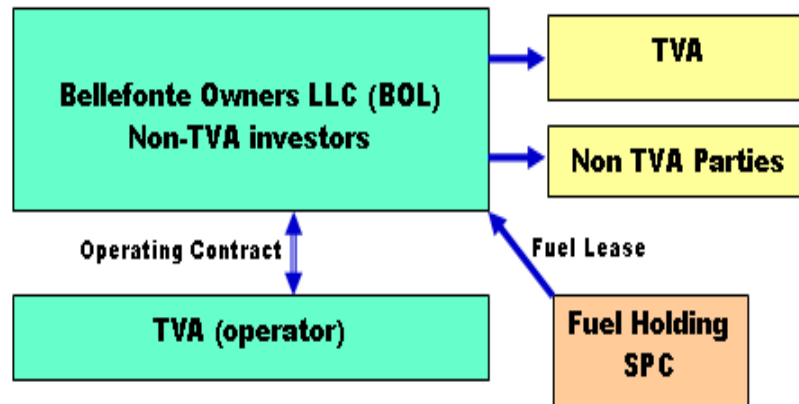 Bellefonte Owners LLC (BOL)
Non-TVA investors
TVA
Non TVA Parties
Operating Contract
Fuel Lease
TVA (operator)
Fuel Holding
SPC